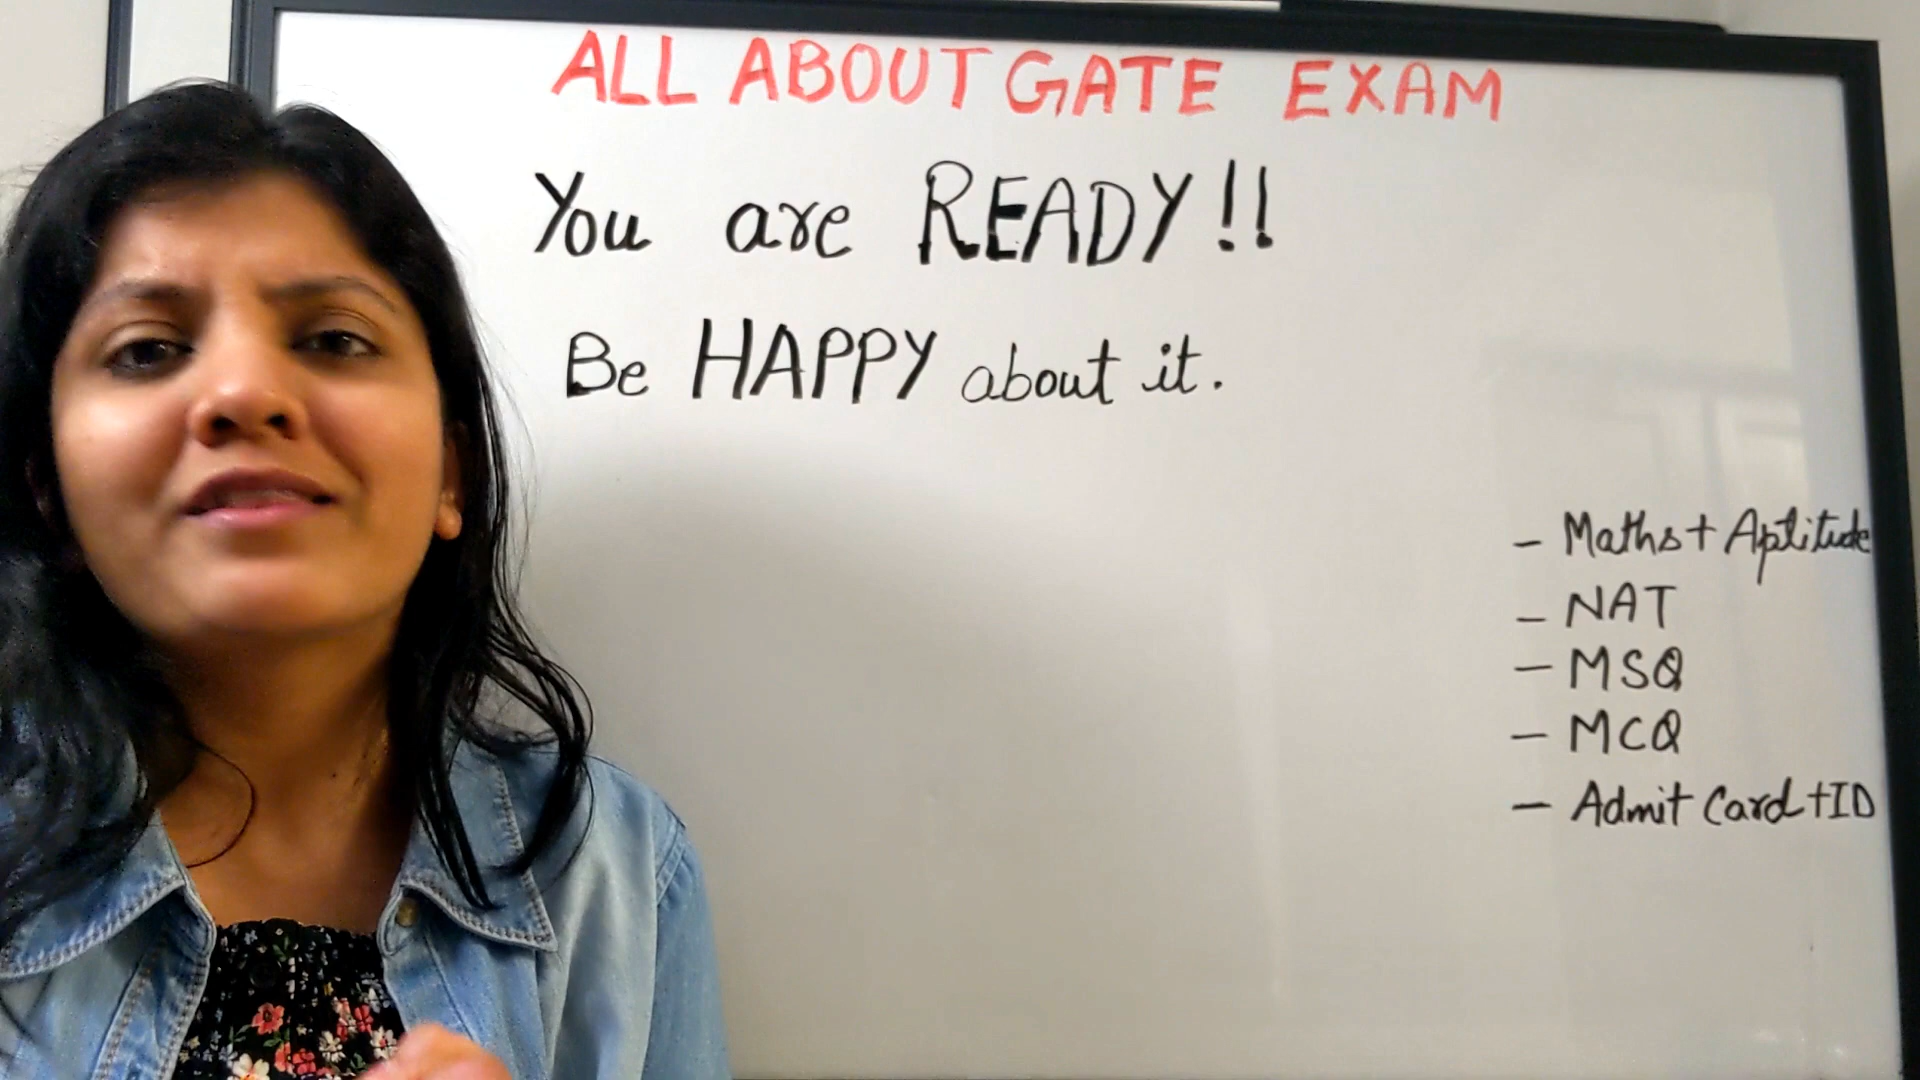 ALL ABOUT GATE EXAM
You are READY!!
Be HAPPY about it.
- Maths + Aptitude
- NAT
- MSQ
- MCQ
- Admit Card + ID